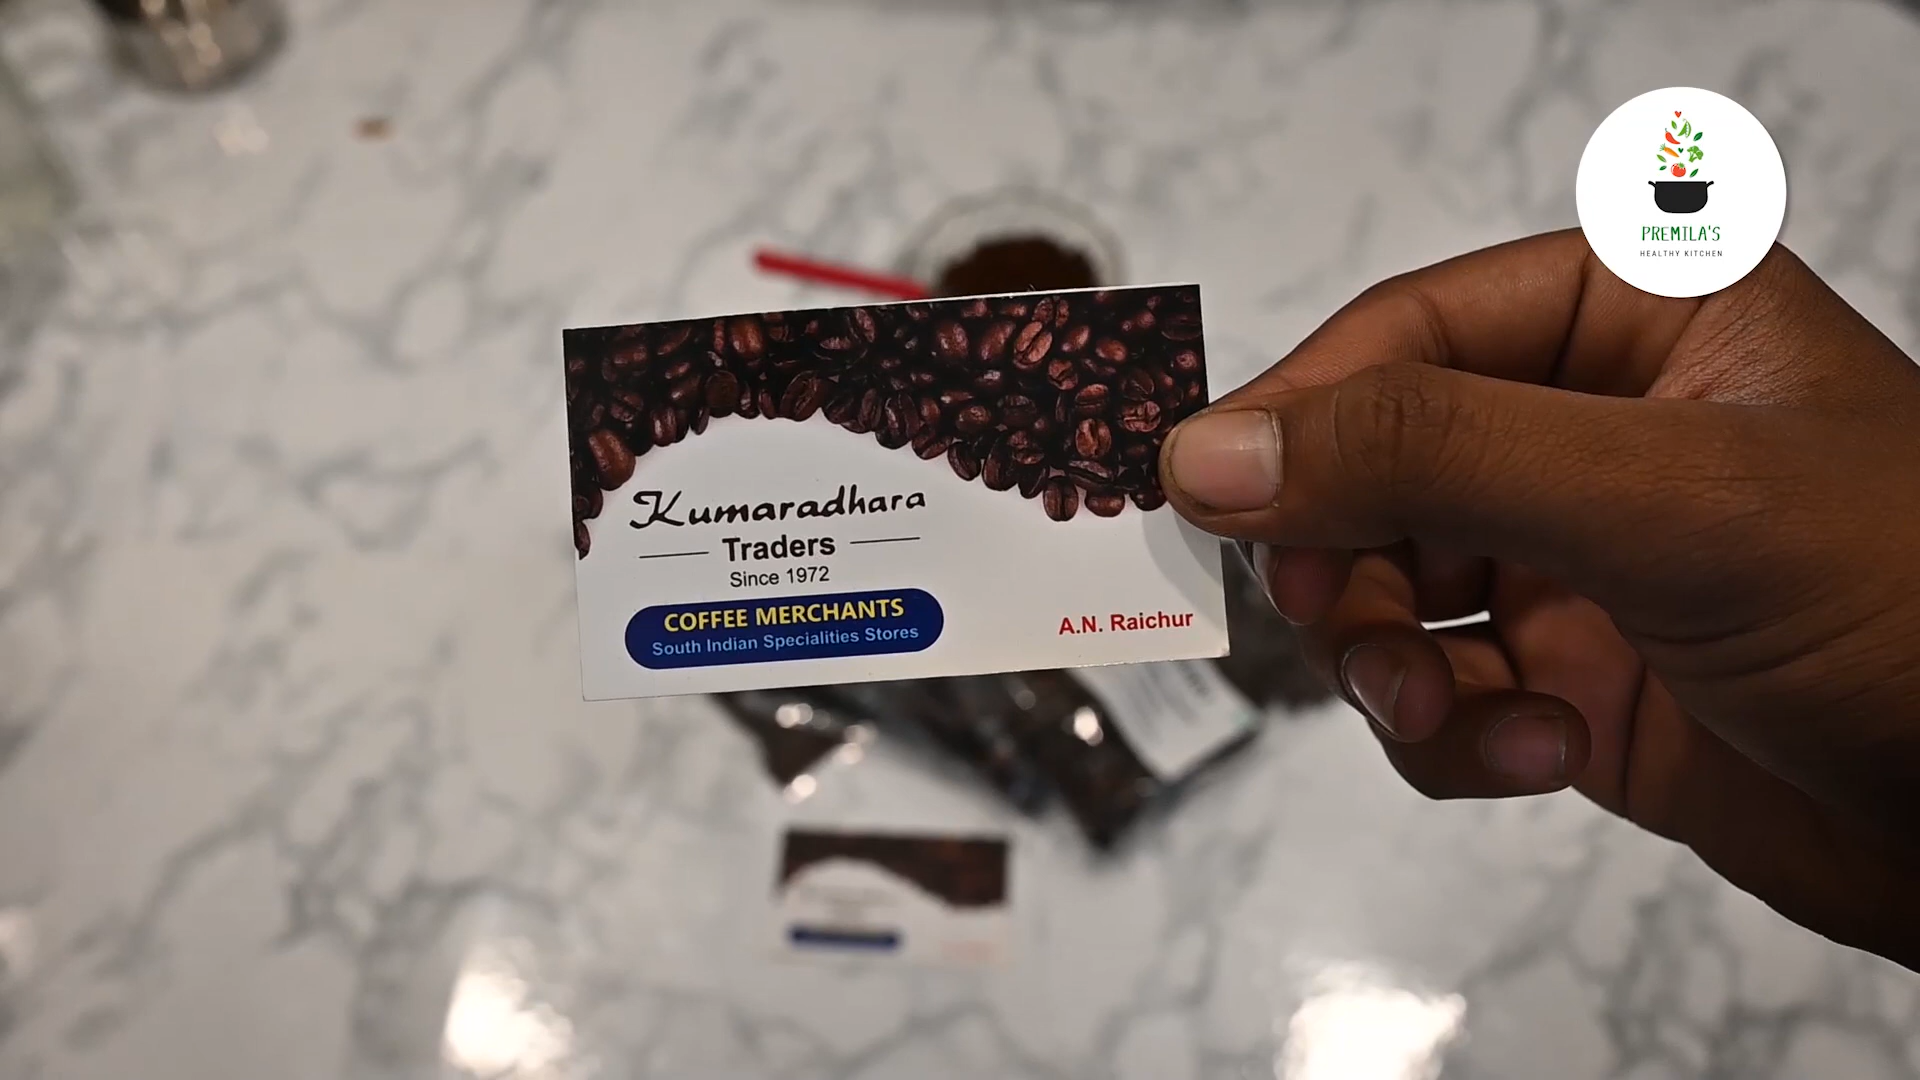 PREMILA'S
HEALTHY KITCHEN
Kumaradhara
Traders
Since 1972
COFFEE MERCHANTS
South Indian Specialities Stores
A.N. Raichur